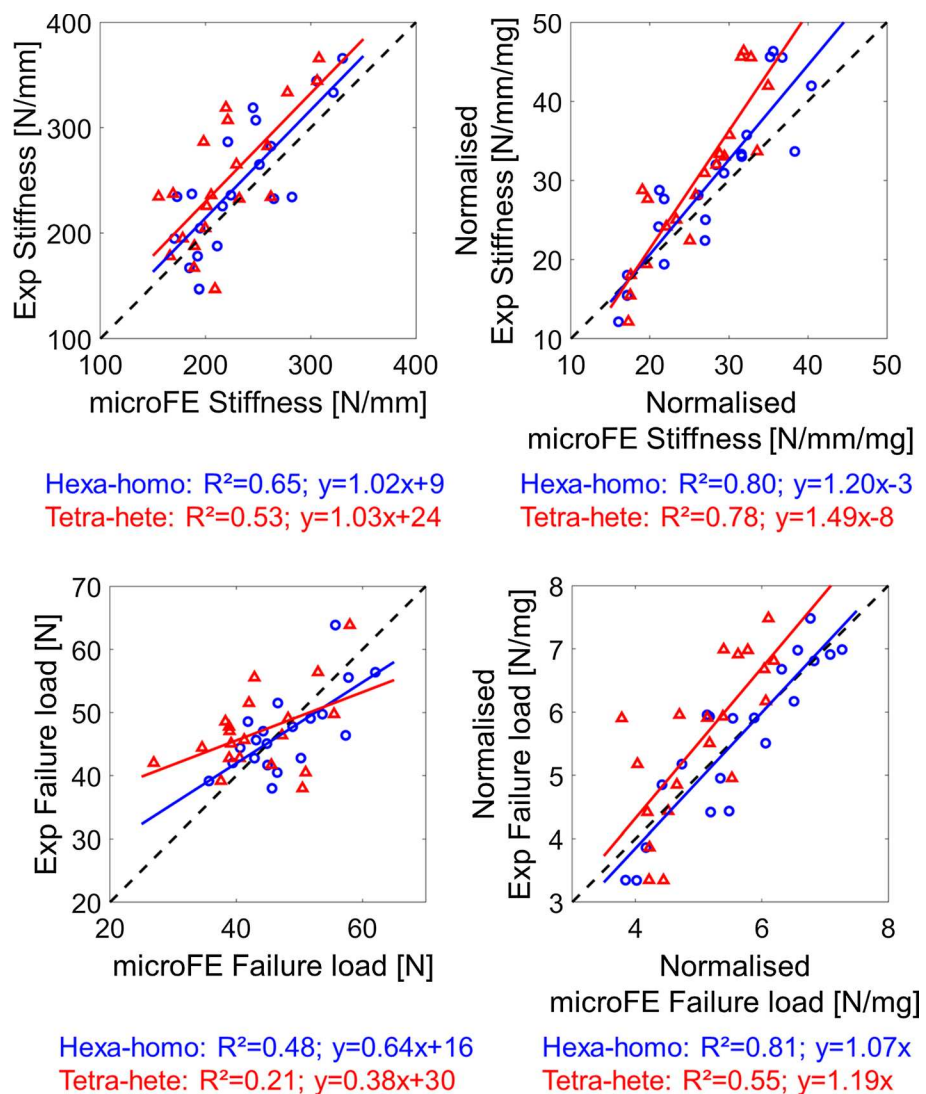 400
300
200
100
Exp Stiffness [N/mm]
100 200 300 400
microFE Stiffness [N/mm]
50
40
30
20
10
Normalised
Exp Stiffness [N/mm/mg]
10 20 30 40 50
Normalised
microFE Stiffness [N/mm/mg]
Hexa-homo: R²=0.65; y=1.02x+9
Tetra-hete: R²=0.53; y=1.03x+24
Hexa-homo: R²=0.80; y=1.20x-3
Tetra-hete: R²=0.78; y=1.49x-8
70
60
50
40
30
20
Exp Failure load [N]
20 40 60
microFE Failure load [N]
8
7
6
5
4
3
Normalised
Exp Failure load [N/mg]
4 6 8
Normalised
microFE Failure load [N/mg]
Hexa-homo: R²=0.48; y=0.64x+16
Tetra-hete: R²=0.21; y=0.38x+30
Hexa-homo: R²=0.81; y=1.07x
Tetra-hete: R²=0.55; y=1.19x